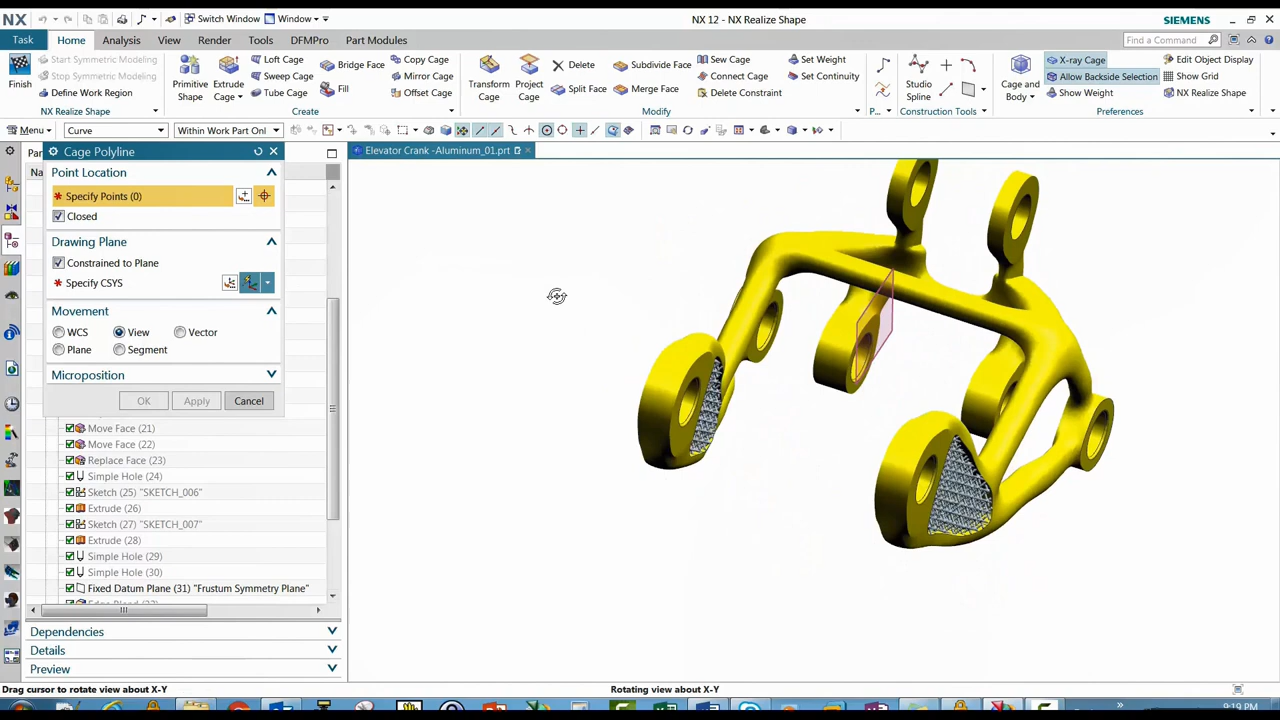 NX
Switch Window
Window
NX 12 - NX Realize Shape
SIEMENS
Task
Home
Analysis
View
Render
Tools
DFMPro
Part Modules
Find a Command
Finish
Start Symmetric Modeling
Stop Symmetric Modeling
Define Work Region
NX Realize Shape
Primitive Shape
Extrude Cage
Loft Cage
Sweep Cage
Tube Cage
Bridge Face
Fill
Copy Cage
Mirror Cage
Offset Cage
Create
Transform Cage
Project Cage
Delete
Split Face
Subdivide Face
Merge Face
Sew Cage
Connect Cage
Delete Constraint
Set Weight
Set Continuity
Modify
P...
Studio Spline
Construction Tools
Cage and Body
X-ray Cage
Allow Backside Selection
Show Weight
Edit Object Display
Show Grid
NX Realize Shape
Preferences
Menu
Curve
Within Work Part Onl
Cage Polyline
Point Location
* Specify Points (0)
Closed
Drawing Plane
Constrained to Plane
* Specify CSYS
Movement
WCS
View
Vector
Plane
Segment
Microposition
OK
Apply
Cancel
Par
Na
Elevator Crank -Aluminum_01.prt
Move Face (21)
Move Face (22)
Replace Face (23)
Simple Hole (24)
Sketch (25) "SKETCH_006"
Extrude (26)
Sketch (27) "SKETCH_007"
Extrude (28)
Simple Hole (29)
Simple Hole (30)
Fixed Datum Plane (31) "Frustum Symmetry Plane"
Dependencies
Details
Preview
Drag cursor to rotate view about X-Y
Rotating view about X-Y
9:19 PM